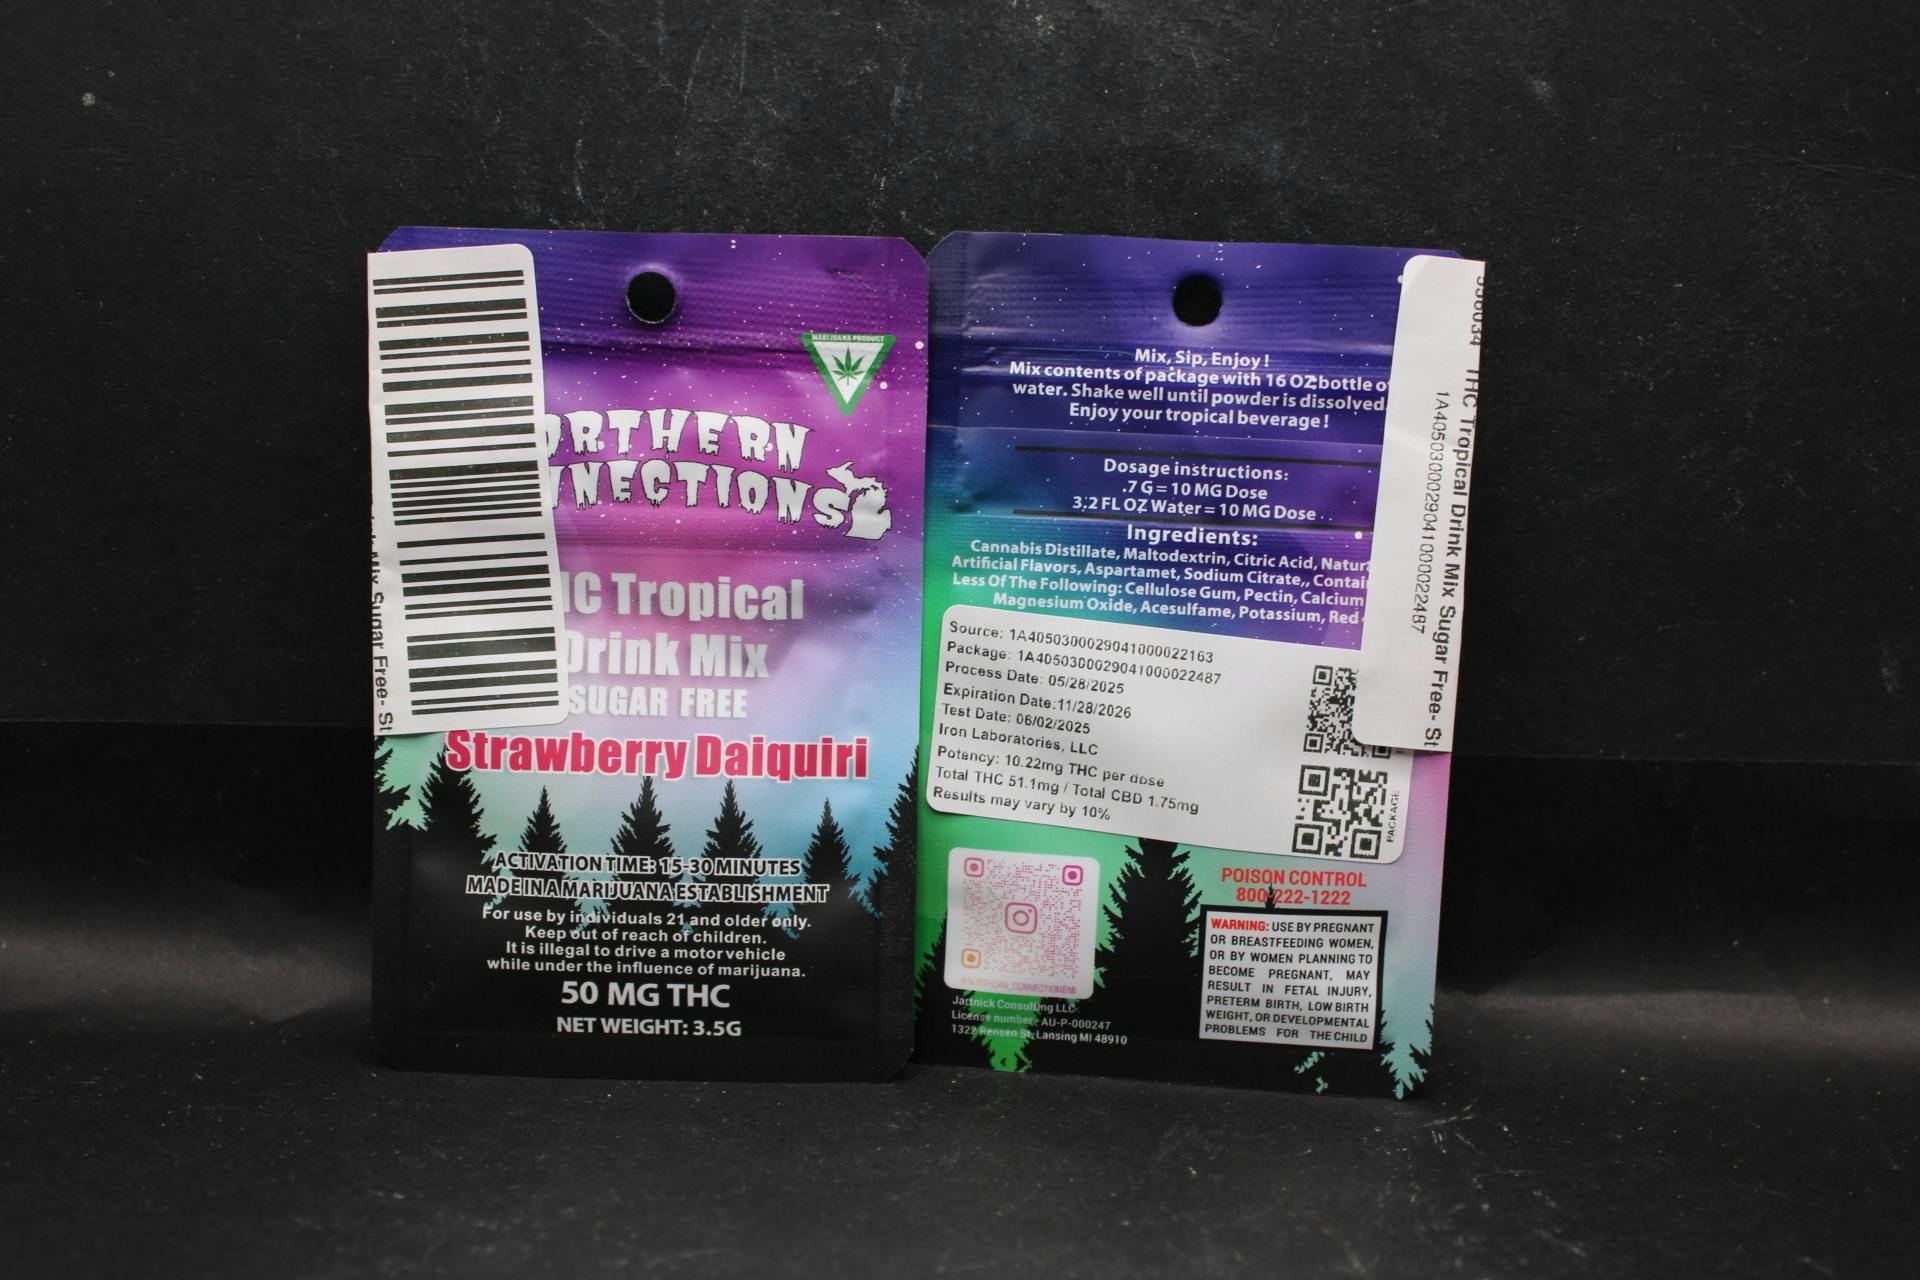 MARIJUANA PRODUCT
ORTHERN
NNECTIONS
HC Tropical
Drink Mix
SUGAR FREE
Strawberry Daiquiri
Mix Sugar Free- St
ACTIVATION TIME: 15-30 MINUTES
MADE IN A MARIJUANA ESTABLISHMENT
For use by individuals 21 and older only.
Keep out of reach of children.
It is illegal to drive a motor vehicle
while under the influence of marijuana.
50 MG THC
NET WEIGHT: 3.5G
Mix, Sip, Enjoy !
Mix contents of package with 16 OZ bottle of
water. Shake well until powder is dissolved.
Enjoy your tropical beverage !
Dosage instructions:
.7 G = 10 MG Dose
3.2 FL OZ Water = 10 MG Dose
Ingredients:
Cannabis Distillate, Maltodextrin, Citric Acid, Natur
Artificial Flavors, Aspartamet, Sodium Citrate,, Contai
Less Of The Following: Cellulose Gum, Pectin, Calcium
Magnesium Oxide, Acesulfame, Potassium, Red
Source: 1A4050300029041000022163
Package: 1A4050300029041000022487
Process Date: 05/28/2025
Expiration Date:11/28/2026
Test Date: 06/02/2025
Iron Laboratories, LLC
Potency: 10.22mg THC per dose
Total THC 51.1mg / Total CBD 1.75mg
Results may vary by 10%
PACKAGE
THC Tropical Drink Mix Sugar Free- St
1A4050300029041000022487
POISON CONTROL
800-222-1222
WARNING: USE BY PREGNANT
OR BREASTFEEDING WOMEN,
OR BY WOMEN PLANNING TO
BECOME PREGNANT, MAY
RESULT IN FETAL INJURY,
PRETERM BIRTH, LOW BIRTH
WEIGHT, OR DEVELOPMENTAL
PROBLEMS FOR THE CHILD
@NORTHERN_CONNECTIONSMI
Jartnick Consulting LLC
License number - AU-P-000247
1322 Rensen St, Lansing MI 48910